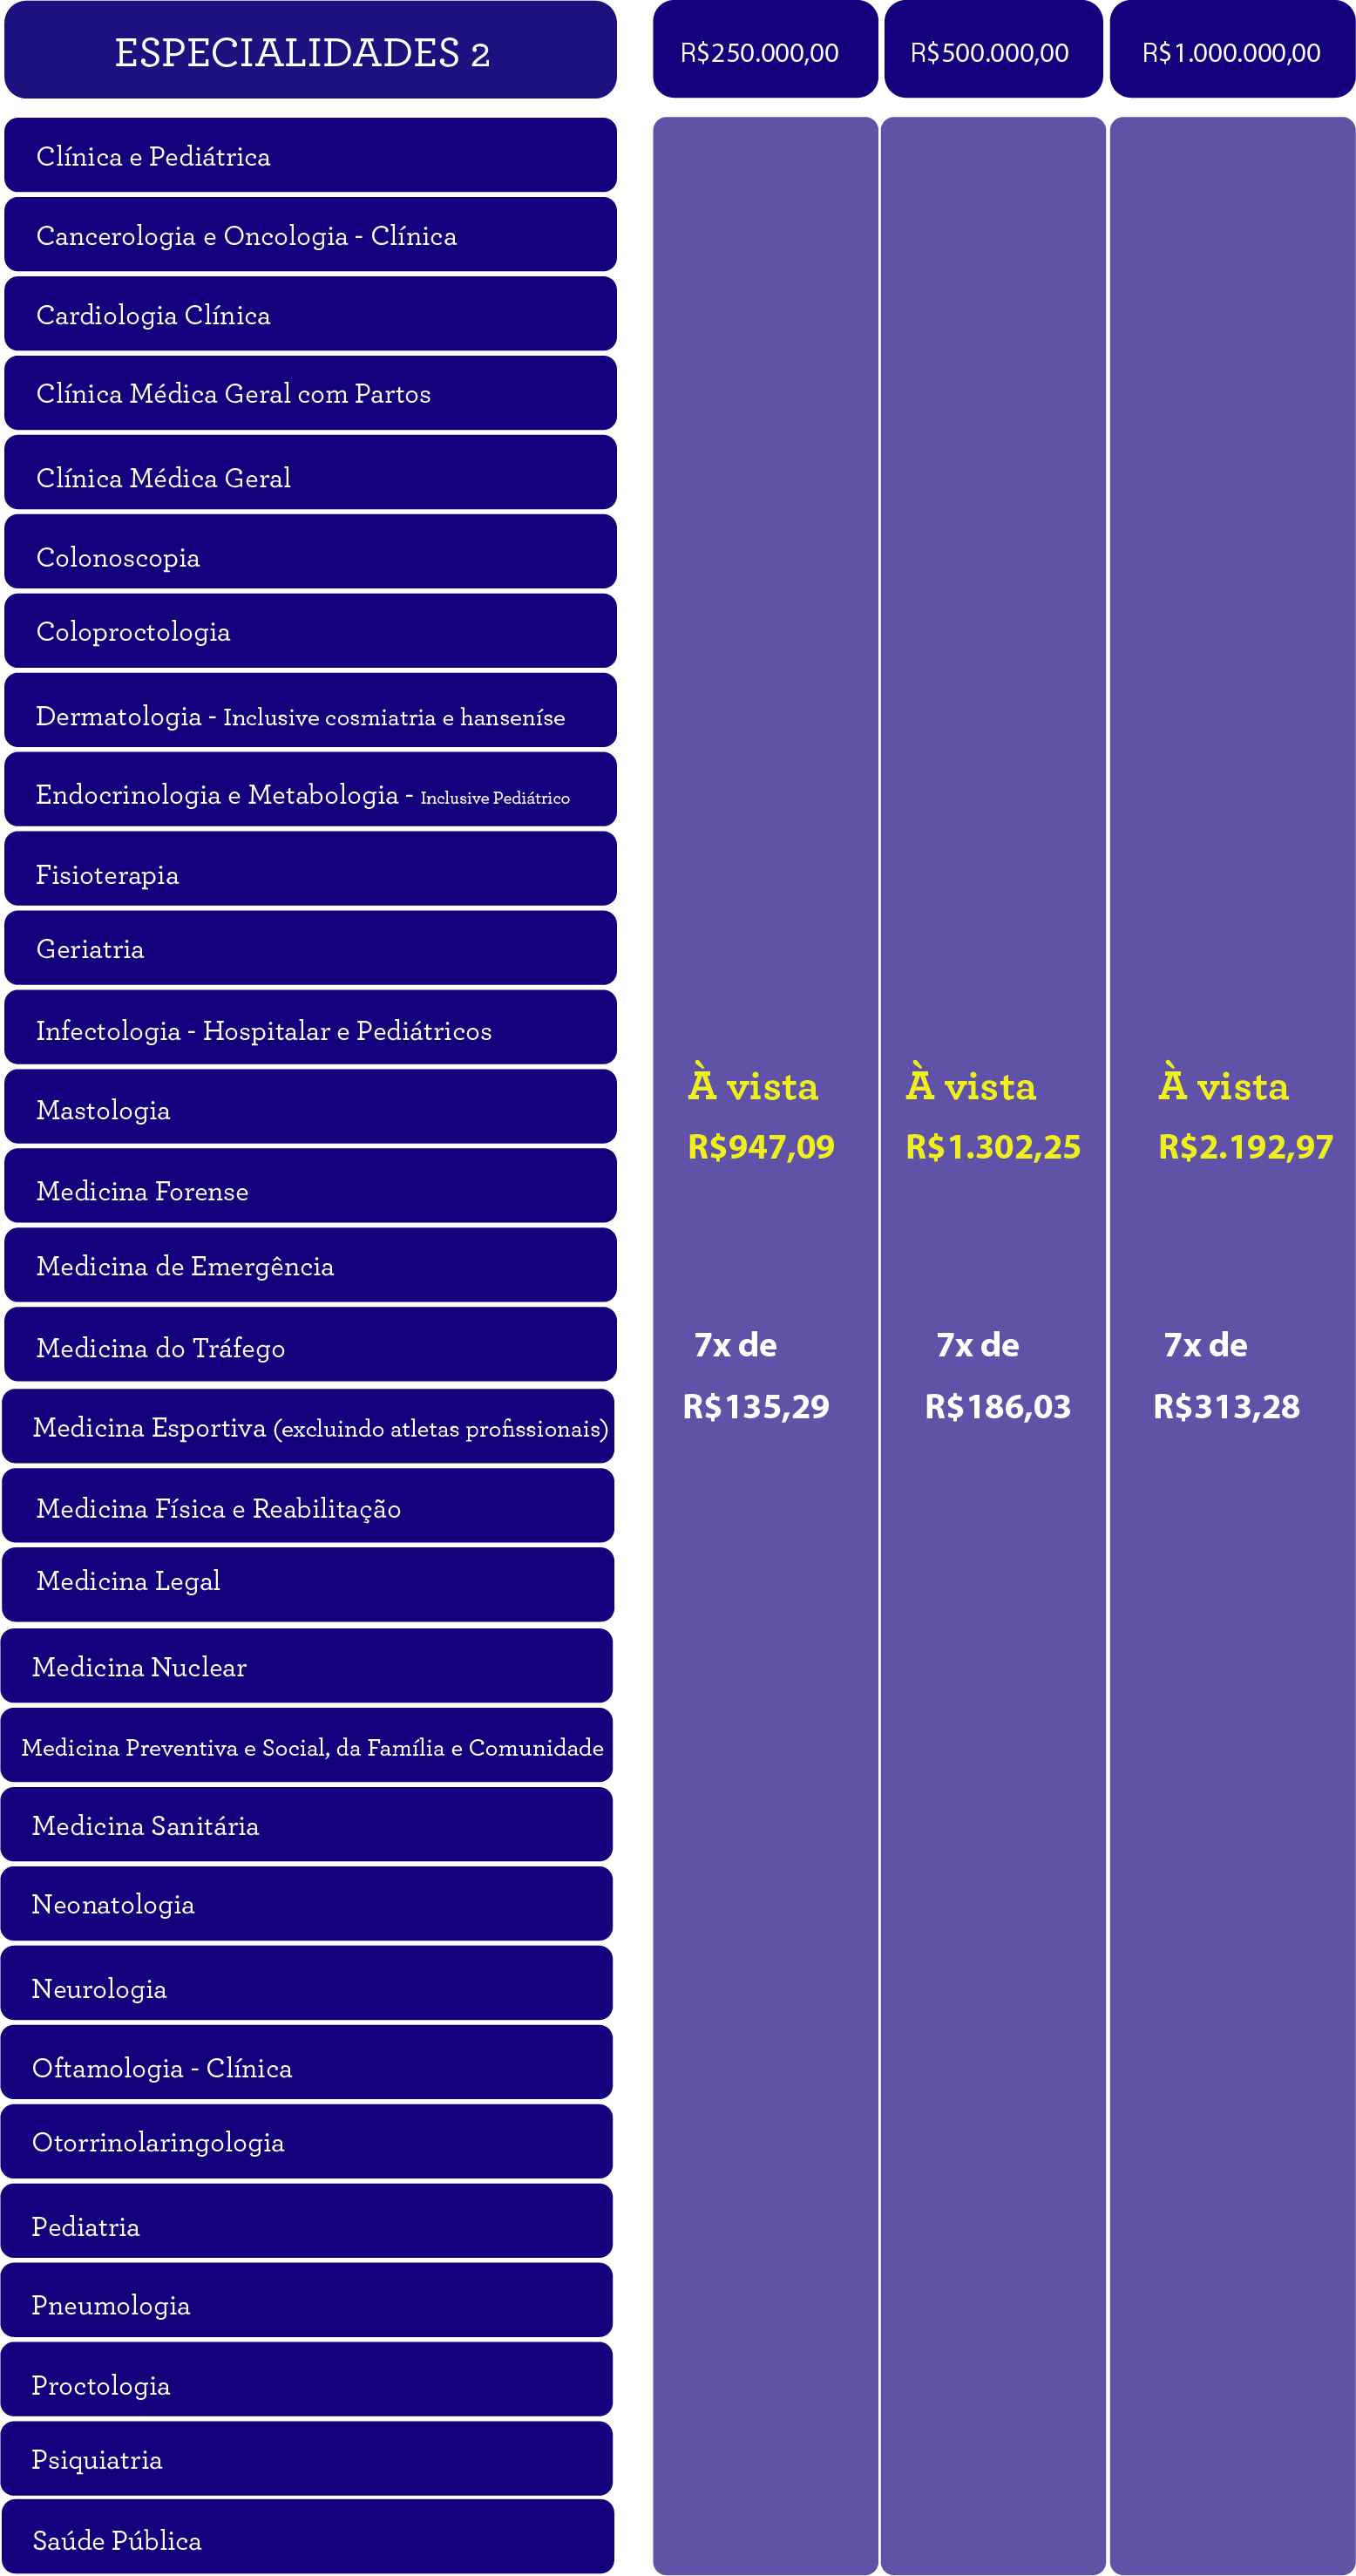 ESPECIALIDADES 2
R$250.000,00
R$500.000,00
R$1.000.000,00
Clínica e Pediátrica
Cancerologia e Oncologia - Clínica
Cardiologia Clínica
Clínica Médica Geral com Partos
Clínica Médica Geral
Colonoscopia
Coloproctologia
Dermatologia - Inclusive cosmiatria e hanseníse
Endocrinologia e Metabologia - Inclusive Pediátrico
Fisioterapia
Geriatria
Infectologia - Hospitalar e Pediátricos
Mastologia
Medicina Forense
Medicina de Emergência
Medicina do Tráfego
Medicina Esportiva (excluindo atletas profissionais)
Medicina Física e Reabilitação
Medicina Legal
Medicina Nuclear
Medicina Preventiva e Social, da Família e Comunidade
Medicina Sanitária
Neonatologia
Neurologia
Oftamologia - Clínica
Otorrinolaringologia
Pediatria
Pneumologia
Proctologia
Psiquiatria
Saúde Pública
À vista
R$947,09
7x de
R$135,29
À vista
R$1.302,25
7x de
R$186,03
À vista
R$2.192,97
7x de
R$313,28